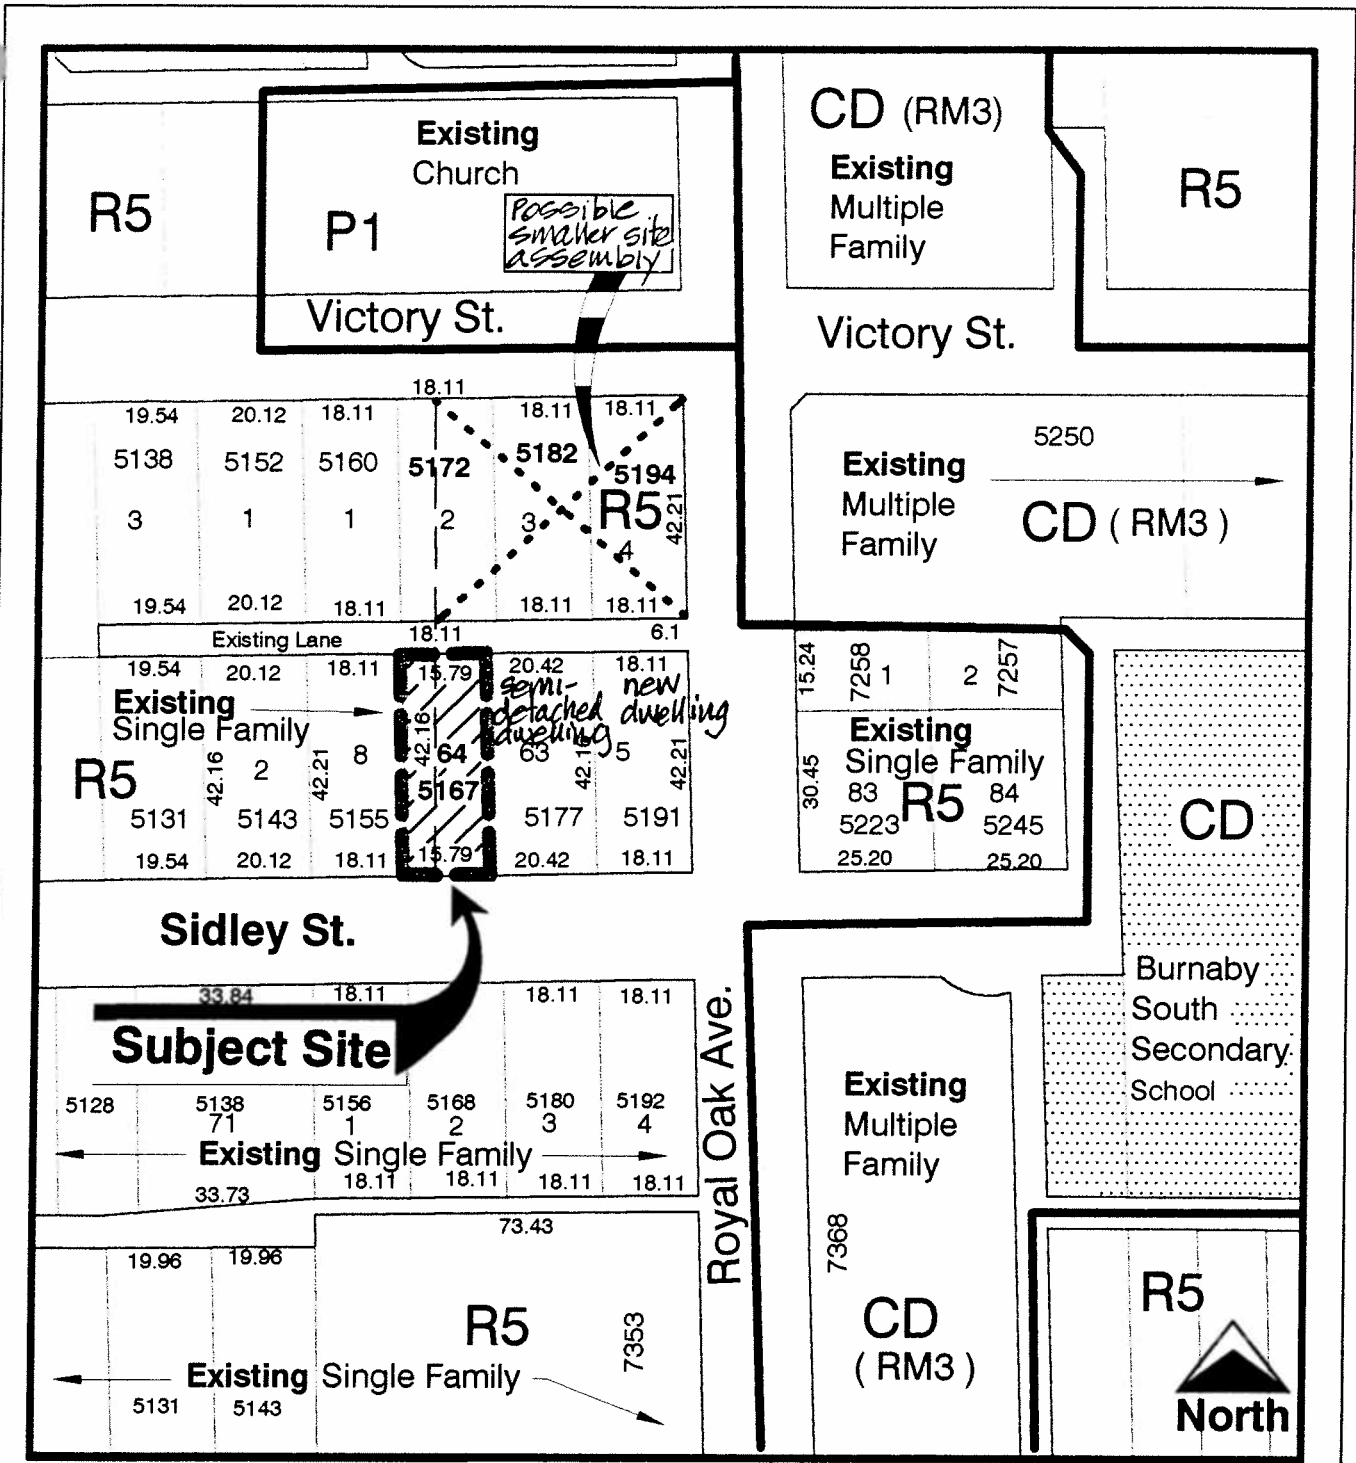 Existing
Church
R5
P1
Possible
smaller site
assembly
Victory St.
CD (RM3)
Existing
Multiple
Family
R5
Victory St.
18.11
19.54 20.12 18.11 18.11 18.11
5138 5152 5160 5172 5182 5194
R5
3 1 1 2 3 4
42.21
19.54 20.12 18.11 18.11 18.11
5250
Existing
Multiple
Family
CD ( RM3 )
Existing Lane
18.11
6.1
19.54 20.12 18.11 15.79 20.42 18.11
semi-
detached
dwelling
new
dwelling
Existing
Single Family
R5
42.16
2
42.21
8
42.16
64
63
42.16
5
42.21
5131 5143 5155 5167 5177 5191
19.54 20.12 18.11 15.79 20.42 18.11
15.24
7258
1
2
7257
Existing
Single Family
30.45
83
R5
84
5223 5245
25.20 25.20
CD
Burnaby
South
Secondary
School
Sidley St.
33.84 18.11 18.11 18.11
Subject Site
5128 5138 5156 5168 5180 5192
71 1 2 3 4
Existing Single Family
33.73 18.11 18.11 18.11 18.11
Royal Oak Ave.
Existing
Multiple
Family
7368
CD
( RM3 )
73.43
19.96 19.96
R5
7353
Existing Single Family
5131 5143
R5
North